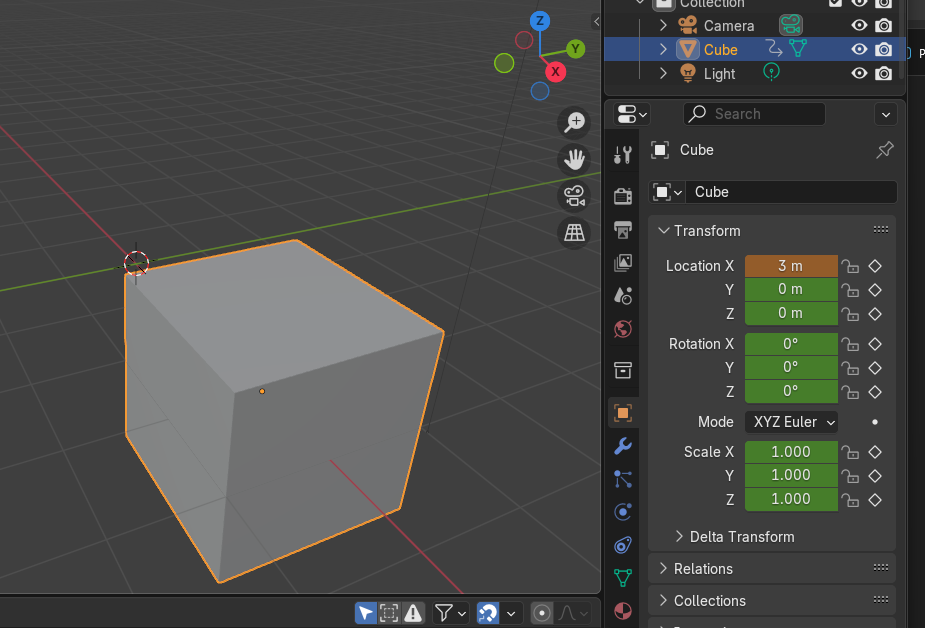 Collection
Z
Camera
Y
Cube
X
Light
Search
Cube
Cube
Transform
Location X 3 m
Y 0 m
Z 0 m
Rotation X 0°
Y 0°
Z 0°
Mode XYZ Euler
Scale X 1.000
Y 1.000
Z 1.000
Delta Transform
Relations
Collections